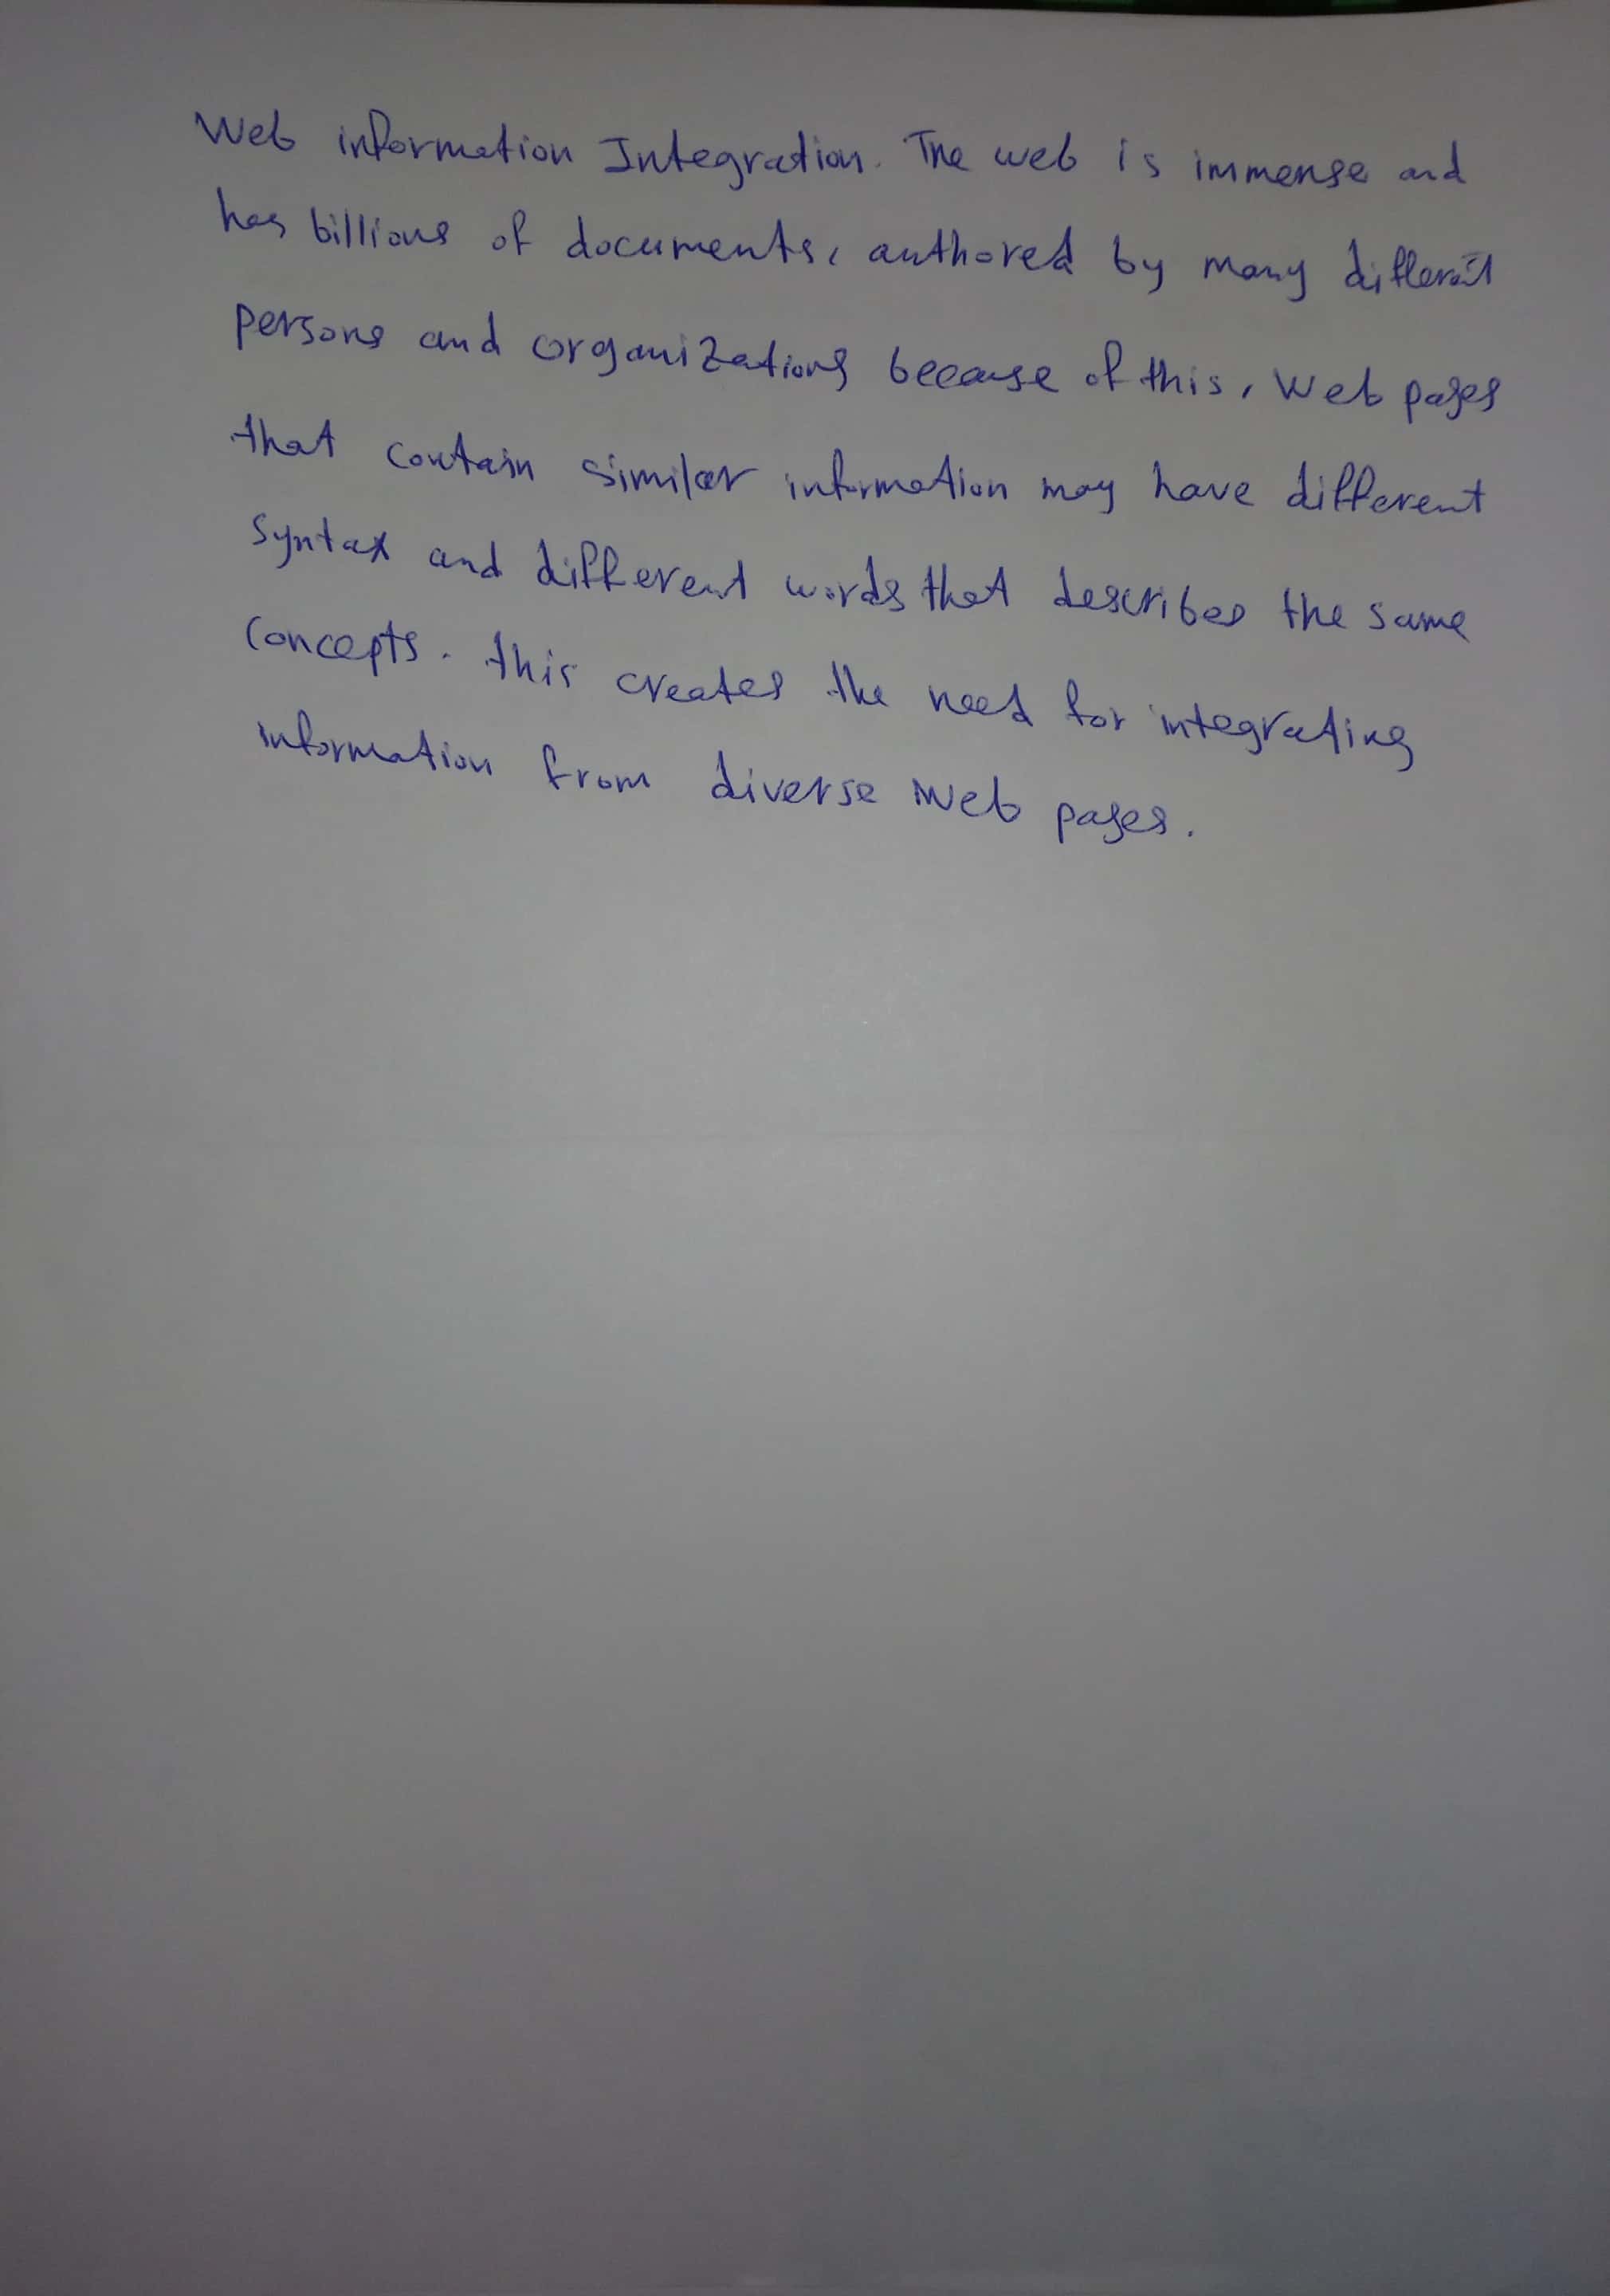 Web information Integration. The web is immense and
has billions of documents, authored by many different
persons and organizations because of this, Web pages
that contain similar information may have different
syntax and different words that describes the same
concepts. this creates the need for integrating
information from diverse Web pages.